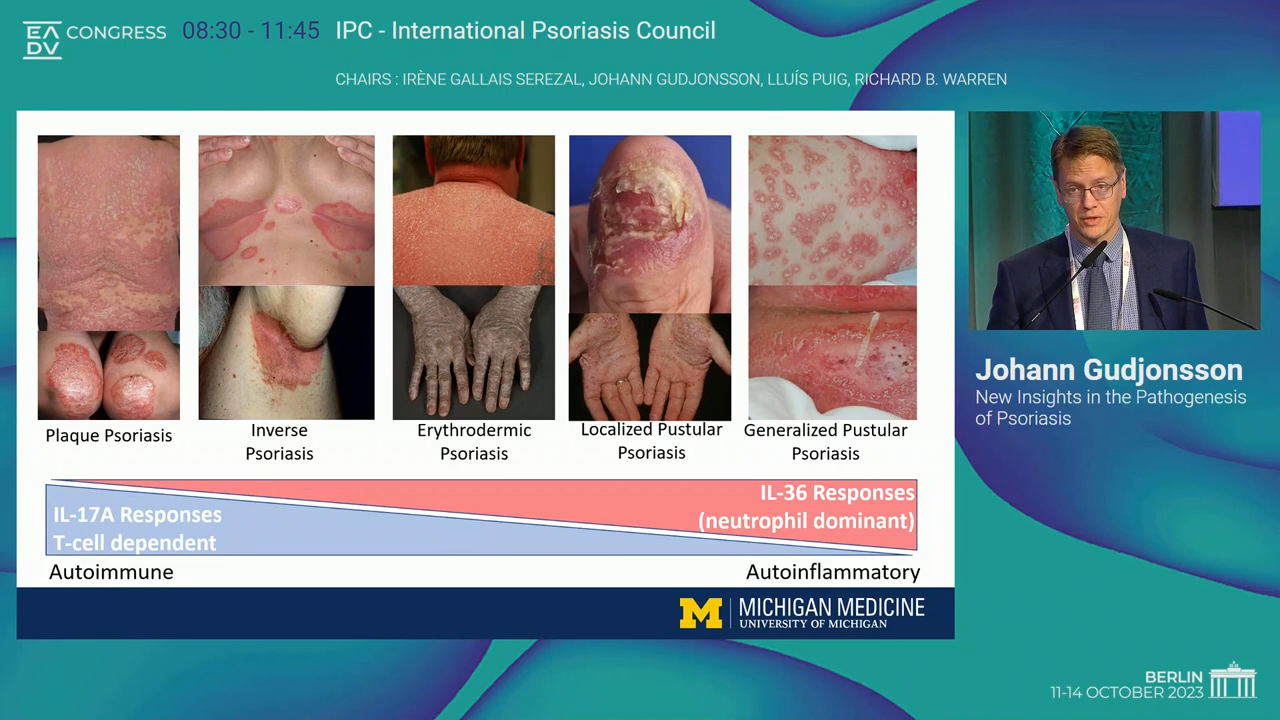 EADV CONGRESS 08:30 - 11:45 IPC - International Psoriasis Council
CHAIRS : IRÈNE GALLAIS SEREZAL, JOHANN GUDJONSSON, LLUÍS PUIG, RICHARD B. WARREN
Plaque Psoriasis
Inverse
Psoriasis
Erythrodermic
Psoriasis
Localized Pustular
Psoriasis
Generalized Pustular
Psoriasis
IL-17A Responses
T-cell dependent
IL-36 Responses
(neutrophil dominant)
Autoimmune
Autoinflammatory
M MICHIGAN MEDICINE
UNIVERSITY OF MICHIGAN
Johann Gudjonsson
New Insights in the Pathogenesis
of Psoriasis
BERLIN
11-14 OCTOBER 2023